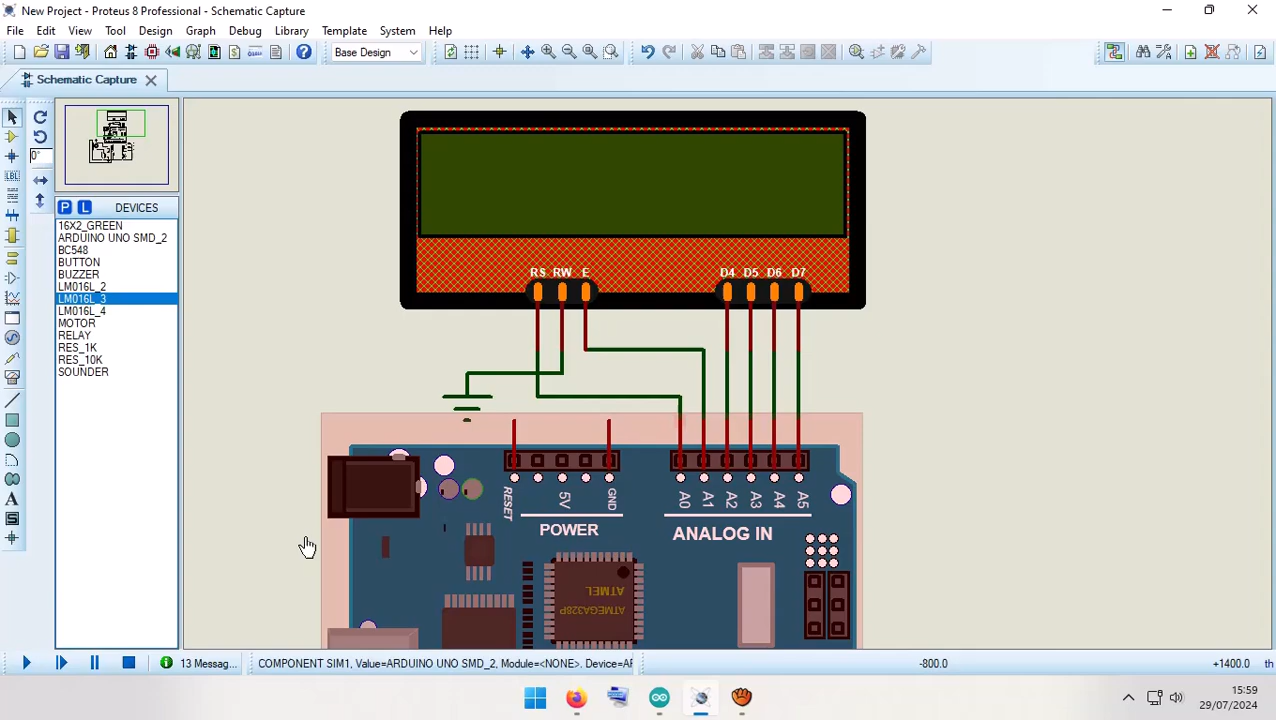 New Project - Proteus 8 Professional - Schematic Capture
File Edit View Tool Design Graph Debug Library Template System Help
Base Design
Schematic Capture
0°
P L DEVICES
16X2_GREEN
ARDUINO UNO SMD_2
BC548
BUTTON
BUZZER
LM016L_2
LM016L_3
LM016L_4
MOTOR
RELAY
RES_1K
RES_10K
SOUNDER
LBL
RS RW E D4 D5 D6 D7
RESET 5V GND A0 A1 A2 A3 A4 A5
POWER ANALOG IN
ATMEL
ATMEGA328P
13 Messag... COMPONENT SIM1, Value=ARDUINO UNO SMD_2, Module=<NONE>. Device=AF -800.0 +1400.0 th
15:59
29/07/2024